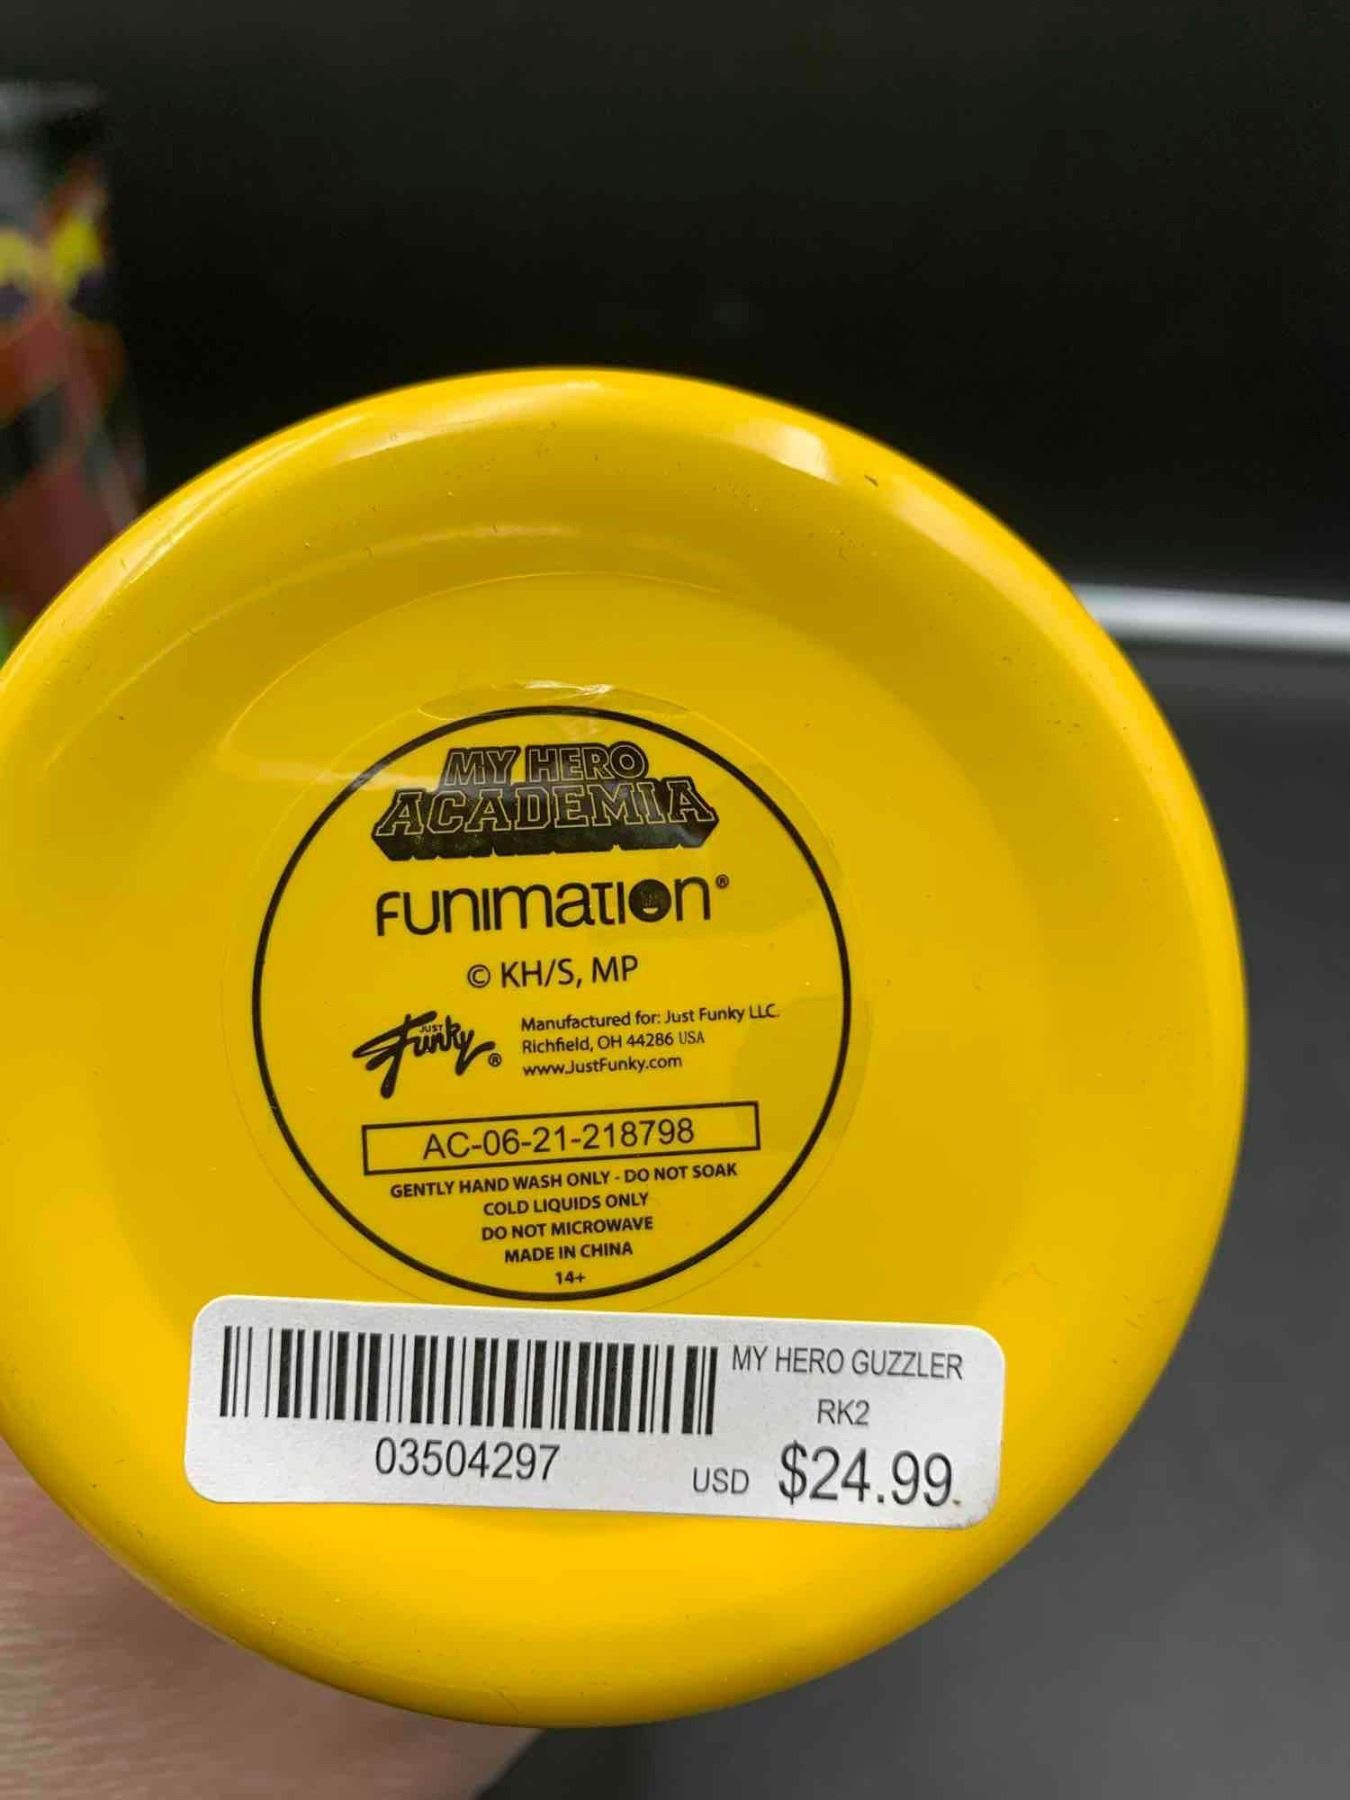 MY HERO
ACADEMIA
FUNIMATION®
© KH/S, MP
JUST
Funky®
Manufactured for: Just Funky LLC.
Richfield, OH 44286 USA
www.JustFunky.com
AC-06-21-218798
GENTLY HAND WASH ONLY - DO NOT SOAK
COLD LIQUIDS ONLY
DO NOT MICROWAVE
MADE IN CHINA
14+
MY HERO GUZZLER
RK2
03504297
USD $24.99